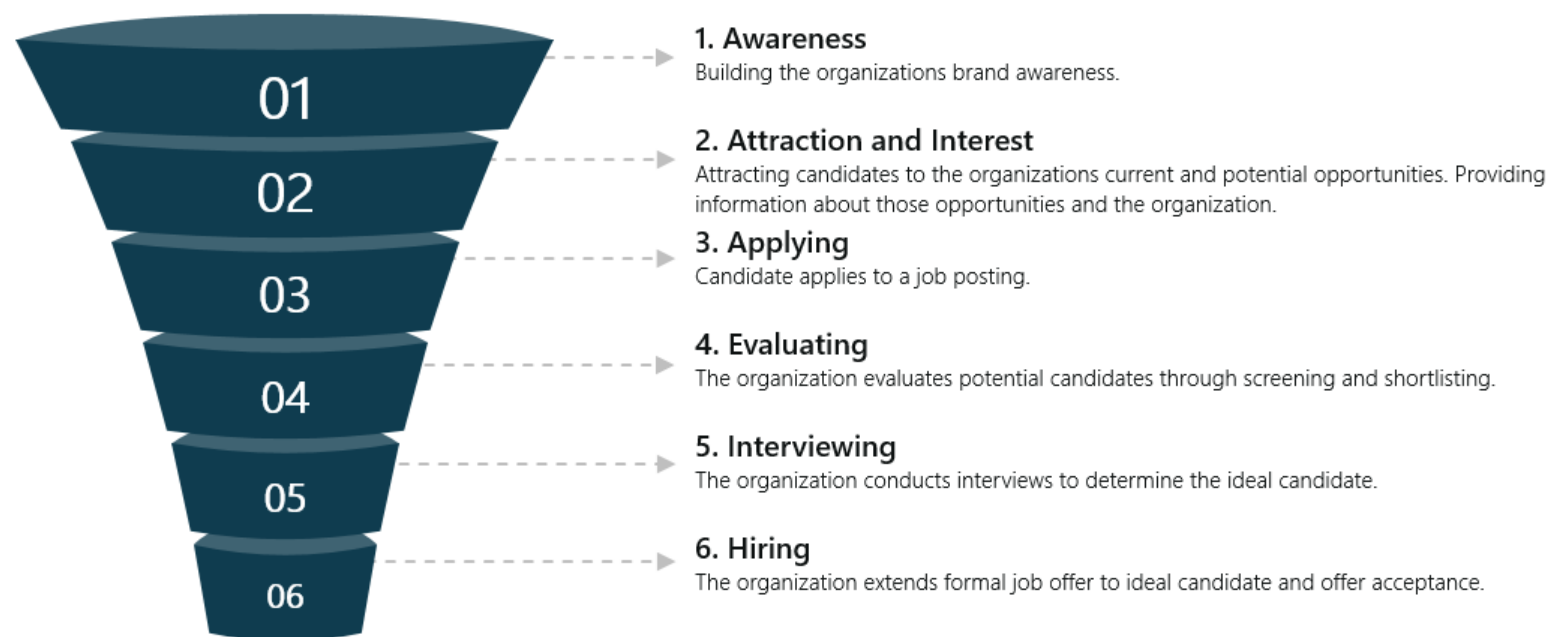 01
1. Awareness
Building the organizations brand awareness.
02
2. Attraction and Interest
Attracting candidates to the organizations current and potential opportunities. Providing
information about those opportunities and the organization.
03
3. Applying
Candidate applies to a job posting.
04
4. Evaluating
The organization evaluates potential candidates through screening and shortlisting.
05
5. Interviewing
The organization conducts interviews to determine the ideal candidate.
06
6. Hiring
The organization extends formal job offer to ideal candidate and offer acceptance.